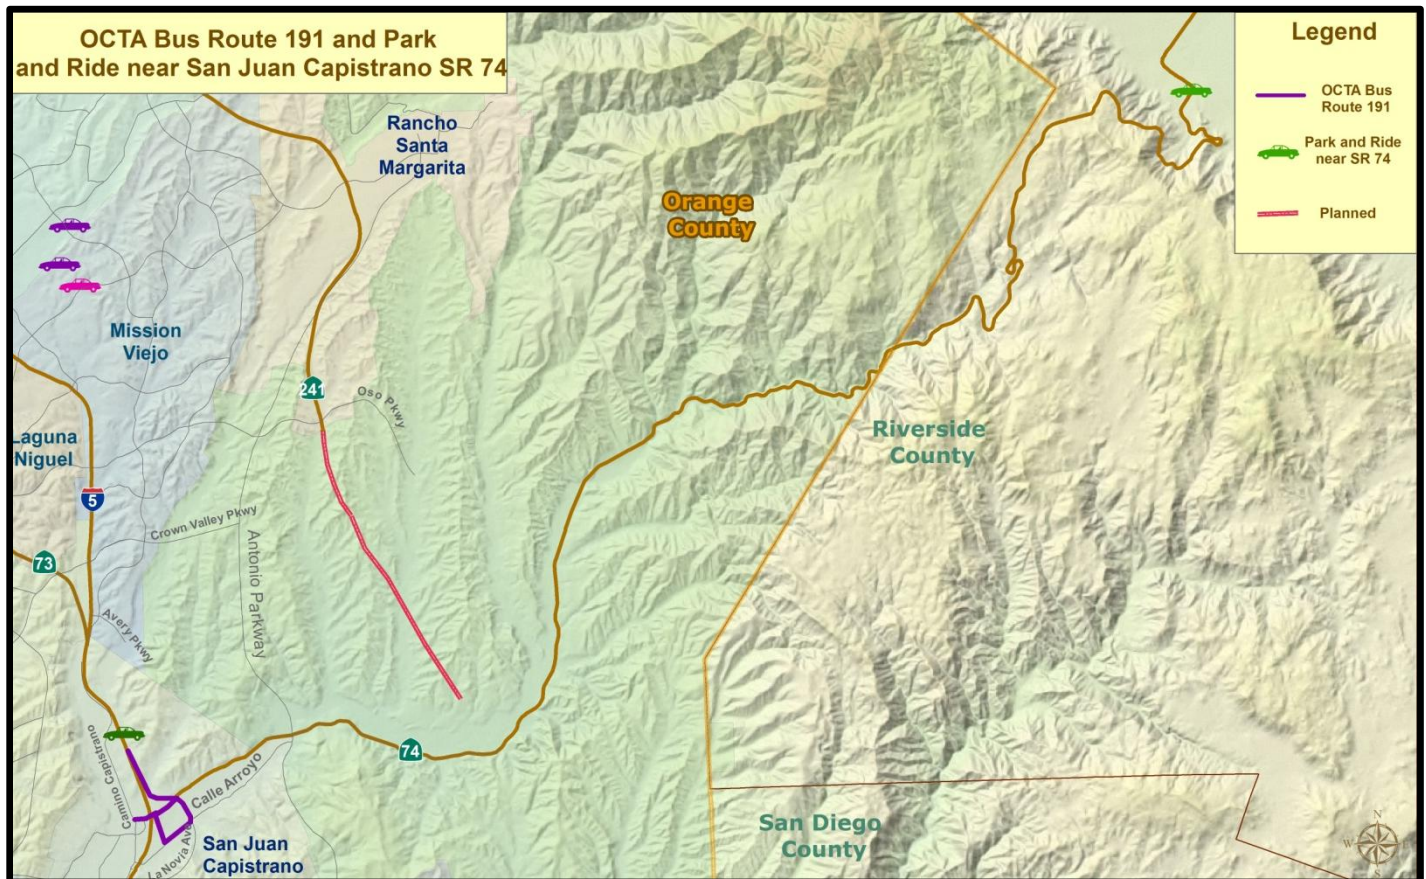 OCTA Bus Route 191 and Park
and Ride near San Juan Capistrano SR 74
Legend
OCTA Bus
Route 191
Park and Ride
near SR 74
Planned
Rancho
Santa
Margarita
Orange
County
Mission
Viejo
241
Oso Pkwy
Laguna
Niguel
Riverside
County
5
Crown Valley Pkwy
73
Antonio Parkway
Avery Pkwy
Camino Capistrano
74
Calle Arroyo
San Juan
Capistrano
La Novia Ave
San Diego
County
N
W
S